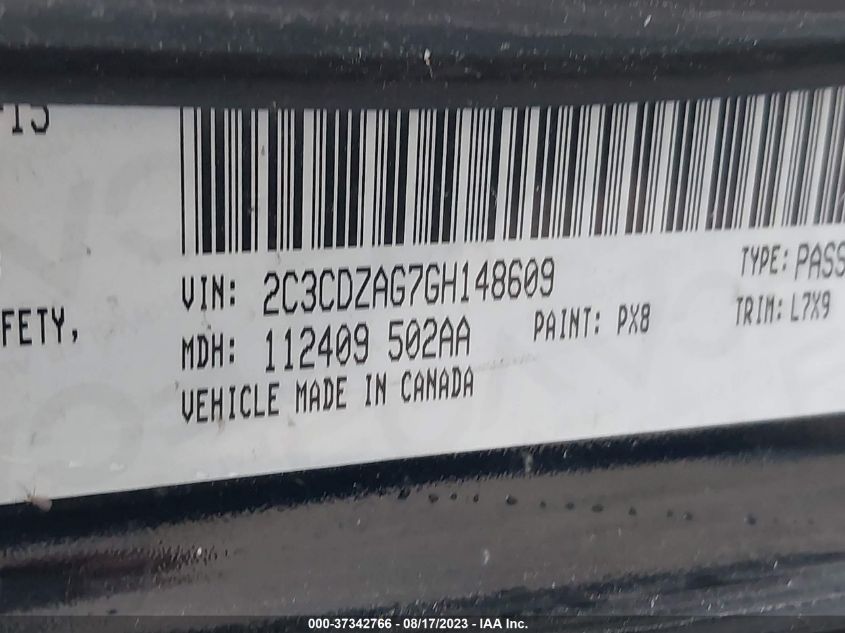 -15
VIN: 2C3CDZAG7GH148609
TYPE: PASS
FETY,
MDH: 112409 502AA
PAINT: PX8
TRIM: L7X9
VEHICLE MADE IN CANADA
000-37342766 - 08/17/2023 - IAA Inc.